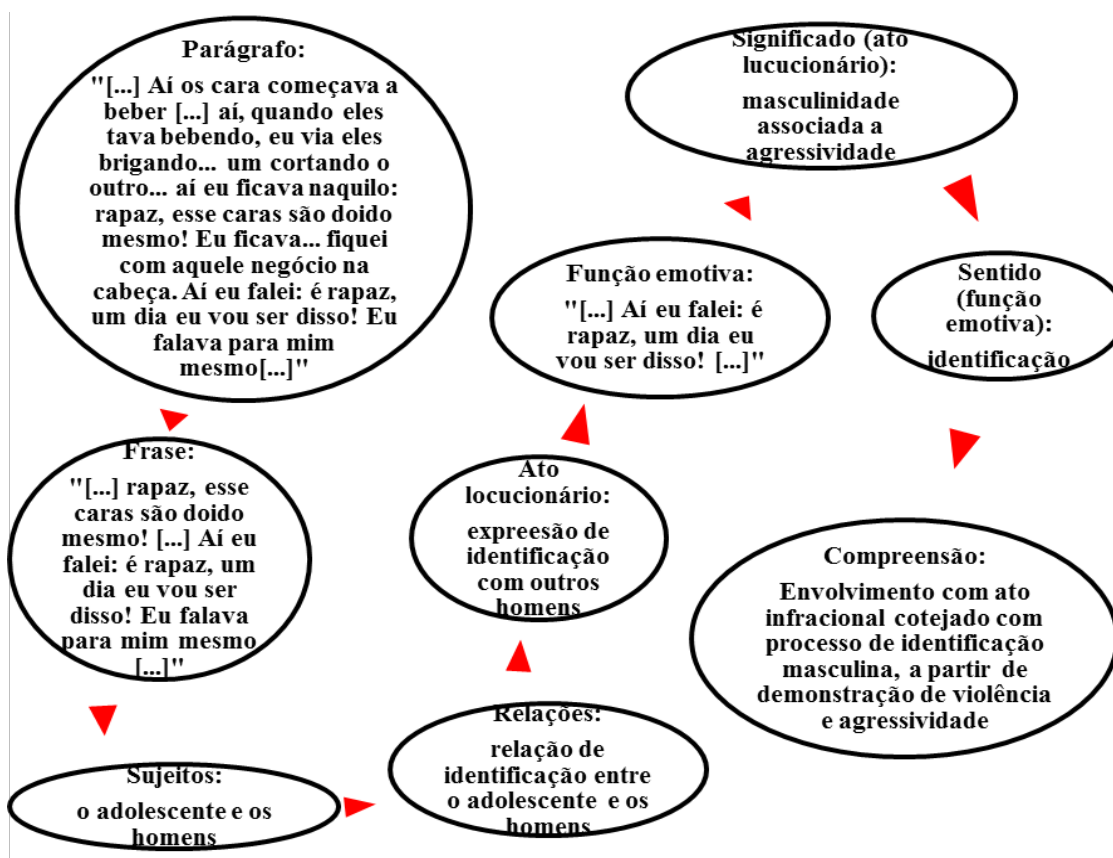 Parágrafo:
"[...] Aí os cara começava a
beber [...] aí, quando eles
tava bebendo, eu via eles
brigando... um cortando o
outro... aí eu ficava naquilo:
rapaz, esse caras são doido
mesmo! Eu ficava... fiquei
com aquele negócio na
cabeça. Aí eu falei: é rapaz,
um dia eu vou ser disso! Eu
falava para mim
mesmo[...]"
Frase:
"[...] rapaz, esse
caras são doido
mesmo! [...] Aí eu
falei: é rapaz, um
dia eu vou ser
disso! Eu falava
para mim mesmo
[...]"
Sujeitos:
o adolescente e os
homens
Relações:
relação de
identificação entre
o adolescente e os
homens
Ato
locucionário:
expreesão de
identificação
com outros
homens
Função emotiva:
"[...] Aí eu falei: é
rapaz, um dia eu
vou ser disso! [...]"
Significado (ato
lucucionário):
masculinidade
associada a
agressividade
Sentido
(função
emotiva):
identificação
Compreensão:
Envolvimento com ato
infracional cotejado com
processo de identificação
masculina, a partir de
demonstração de violência
e agressividade